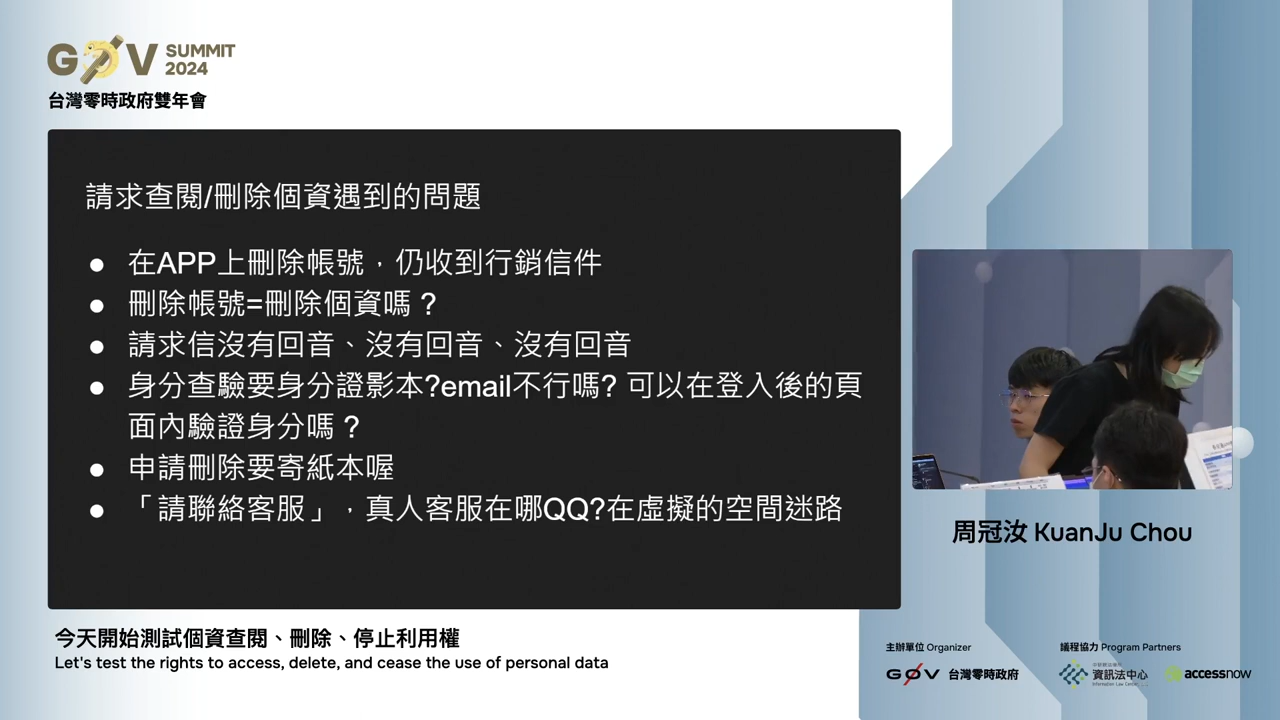 G0V SUMMIT 2024
台灣零時政府雙年會
請求查閱/刪除個資遇到的問題
● 在APP上刪除帳號，仍收到行銷信件
● 刪除帳號=刪除個資嗎？
● 請求信沒有回音、沒有回音、沒有回音
● 身分查驗要身分證影本?email不行嗎? 可以在登入後的頁
面內驗證身分嗎？
● 申請刪除要寄紙本喔
● 「請聯絡客服」，真人客服在哪QQ?在虛擬的空間迷路
周冠汝 KuanJu Chou
今天開始測試個資查閱、刪除、停止利用權
Let's test the rights to access, delete, and cease the use of personal data
主辦單位 Organizer
G0V 台灣零時政府
議程協力 Program Partners
資訊法中心
Information Law Center
accessnow